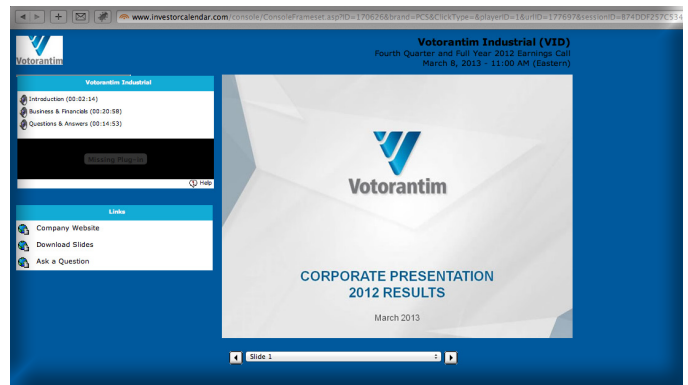 www.investorcalendar.com/console/ConsoleFrameset.asp?ID=170626&brand=PCS&ClickType=&playerID=1&urlID=177697&sessionID=874DDF257C534
Votorantim
Votorantim Industrial (VID)
Fourth Quarter and Full Year 2012 Earnings Call
March 8, 2013 - 11:00 AM (Eastern)
Votorantim Industrial
Introduction (00:02:14)
Business & Financials (00:20:58)
Questions & Answers (00:14:53)
Missing Plug-in
Help
Links
Company Website
Download Slides
Ask a Question
Votorantim
CORPORATE PRESENTATION
2012 RESULTS
March 2013
Slide 1